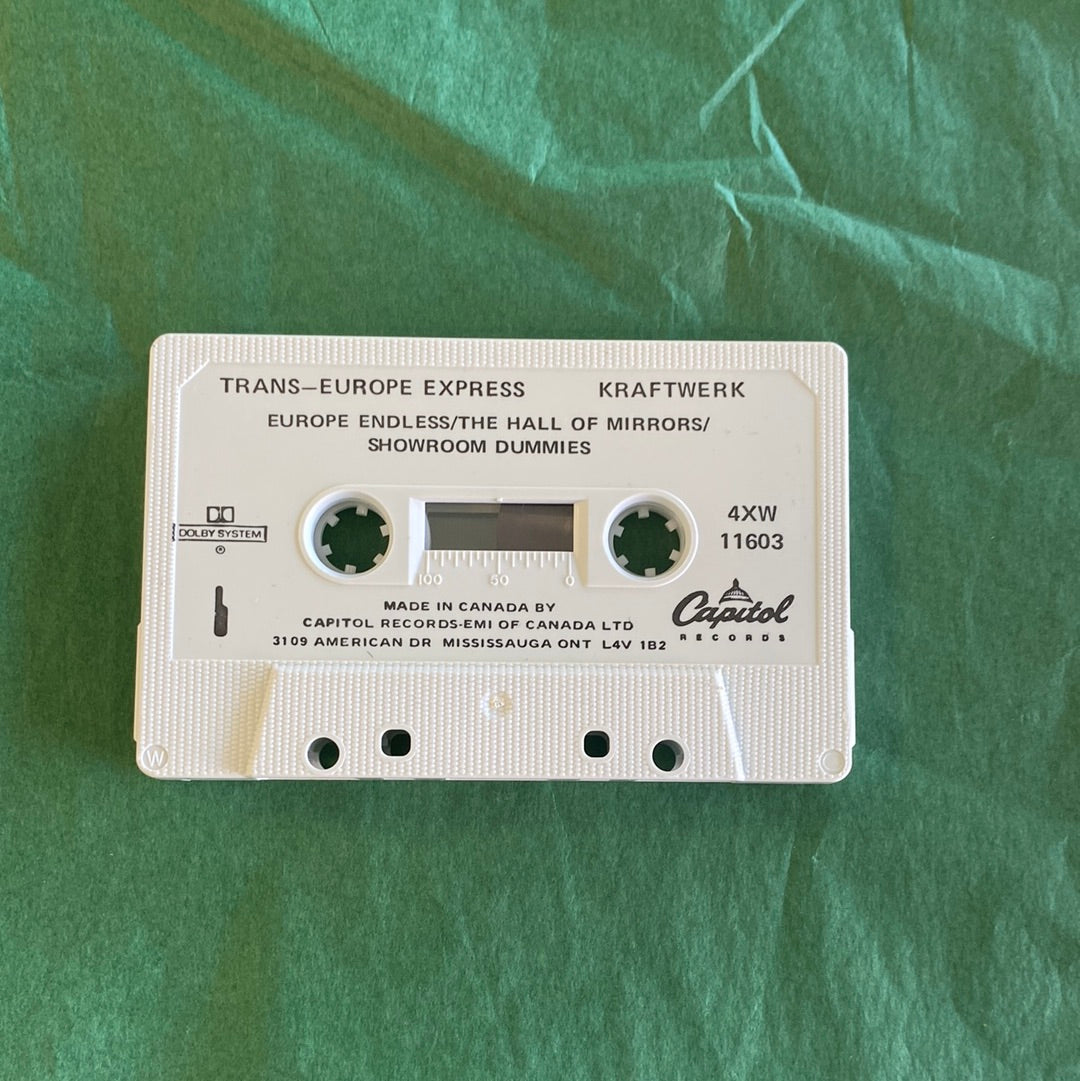 TRANS—EUROPE EXPRESS KRAFTWERK
EUROPE ENDLESS/THE HALL OF MIRRORS/
SHOWROOM DUMMIES
DOLBY SYSTEM
®
4XW
11603
100 50 0
1
MADE IN CANADA BY
CAPITOL RECORDS-EMI OF CANADA LTD
3109 AMERICAN DR MISSISSAUGA ONT L4V 1B2
Capitol
RECORDS
W